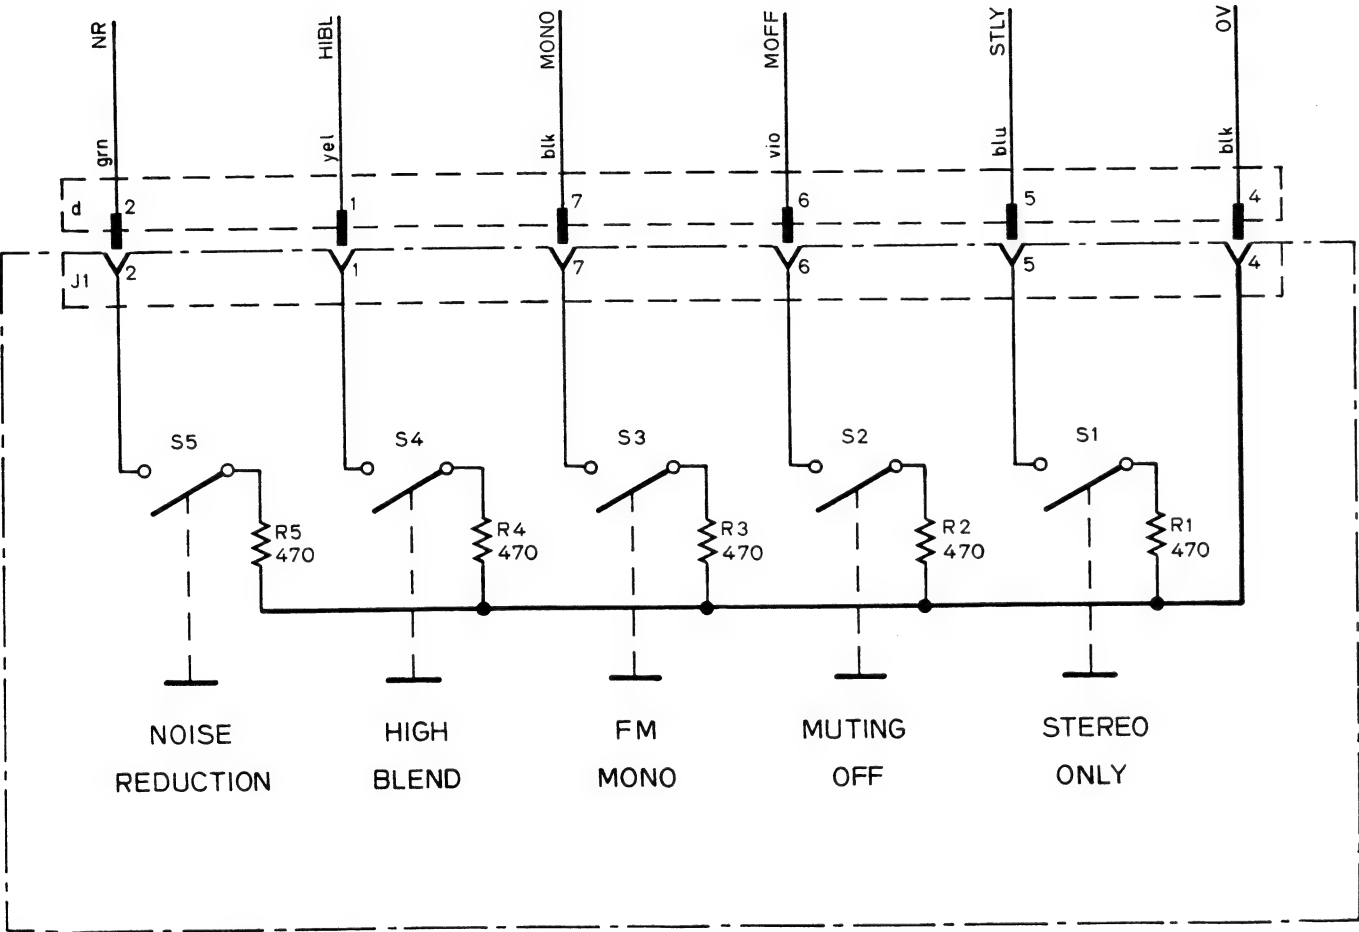 NR
HIBL
MONO
MOFF
STLY
OV
grn
yel
blk
vio
blu
blk
d
2
1
7
6
5
4
J1
2
1
7
6
5
4
S5
S4
S3
S2
S1
R5
470
R4
470
R3
470
R2
470
R1
470
NOISE
REDUCTION
HIGH
BLEND
FM
MONO
MUTING
OFF
STEREO
ONLY